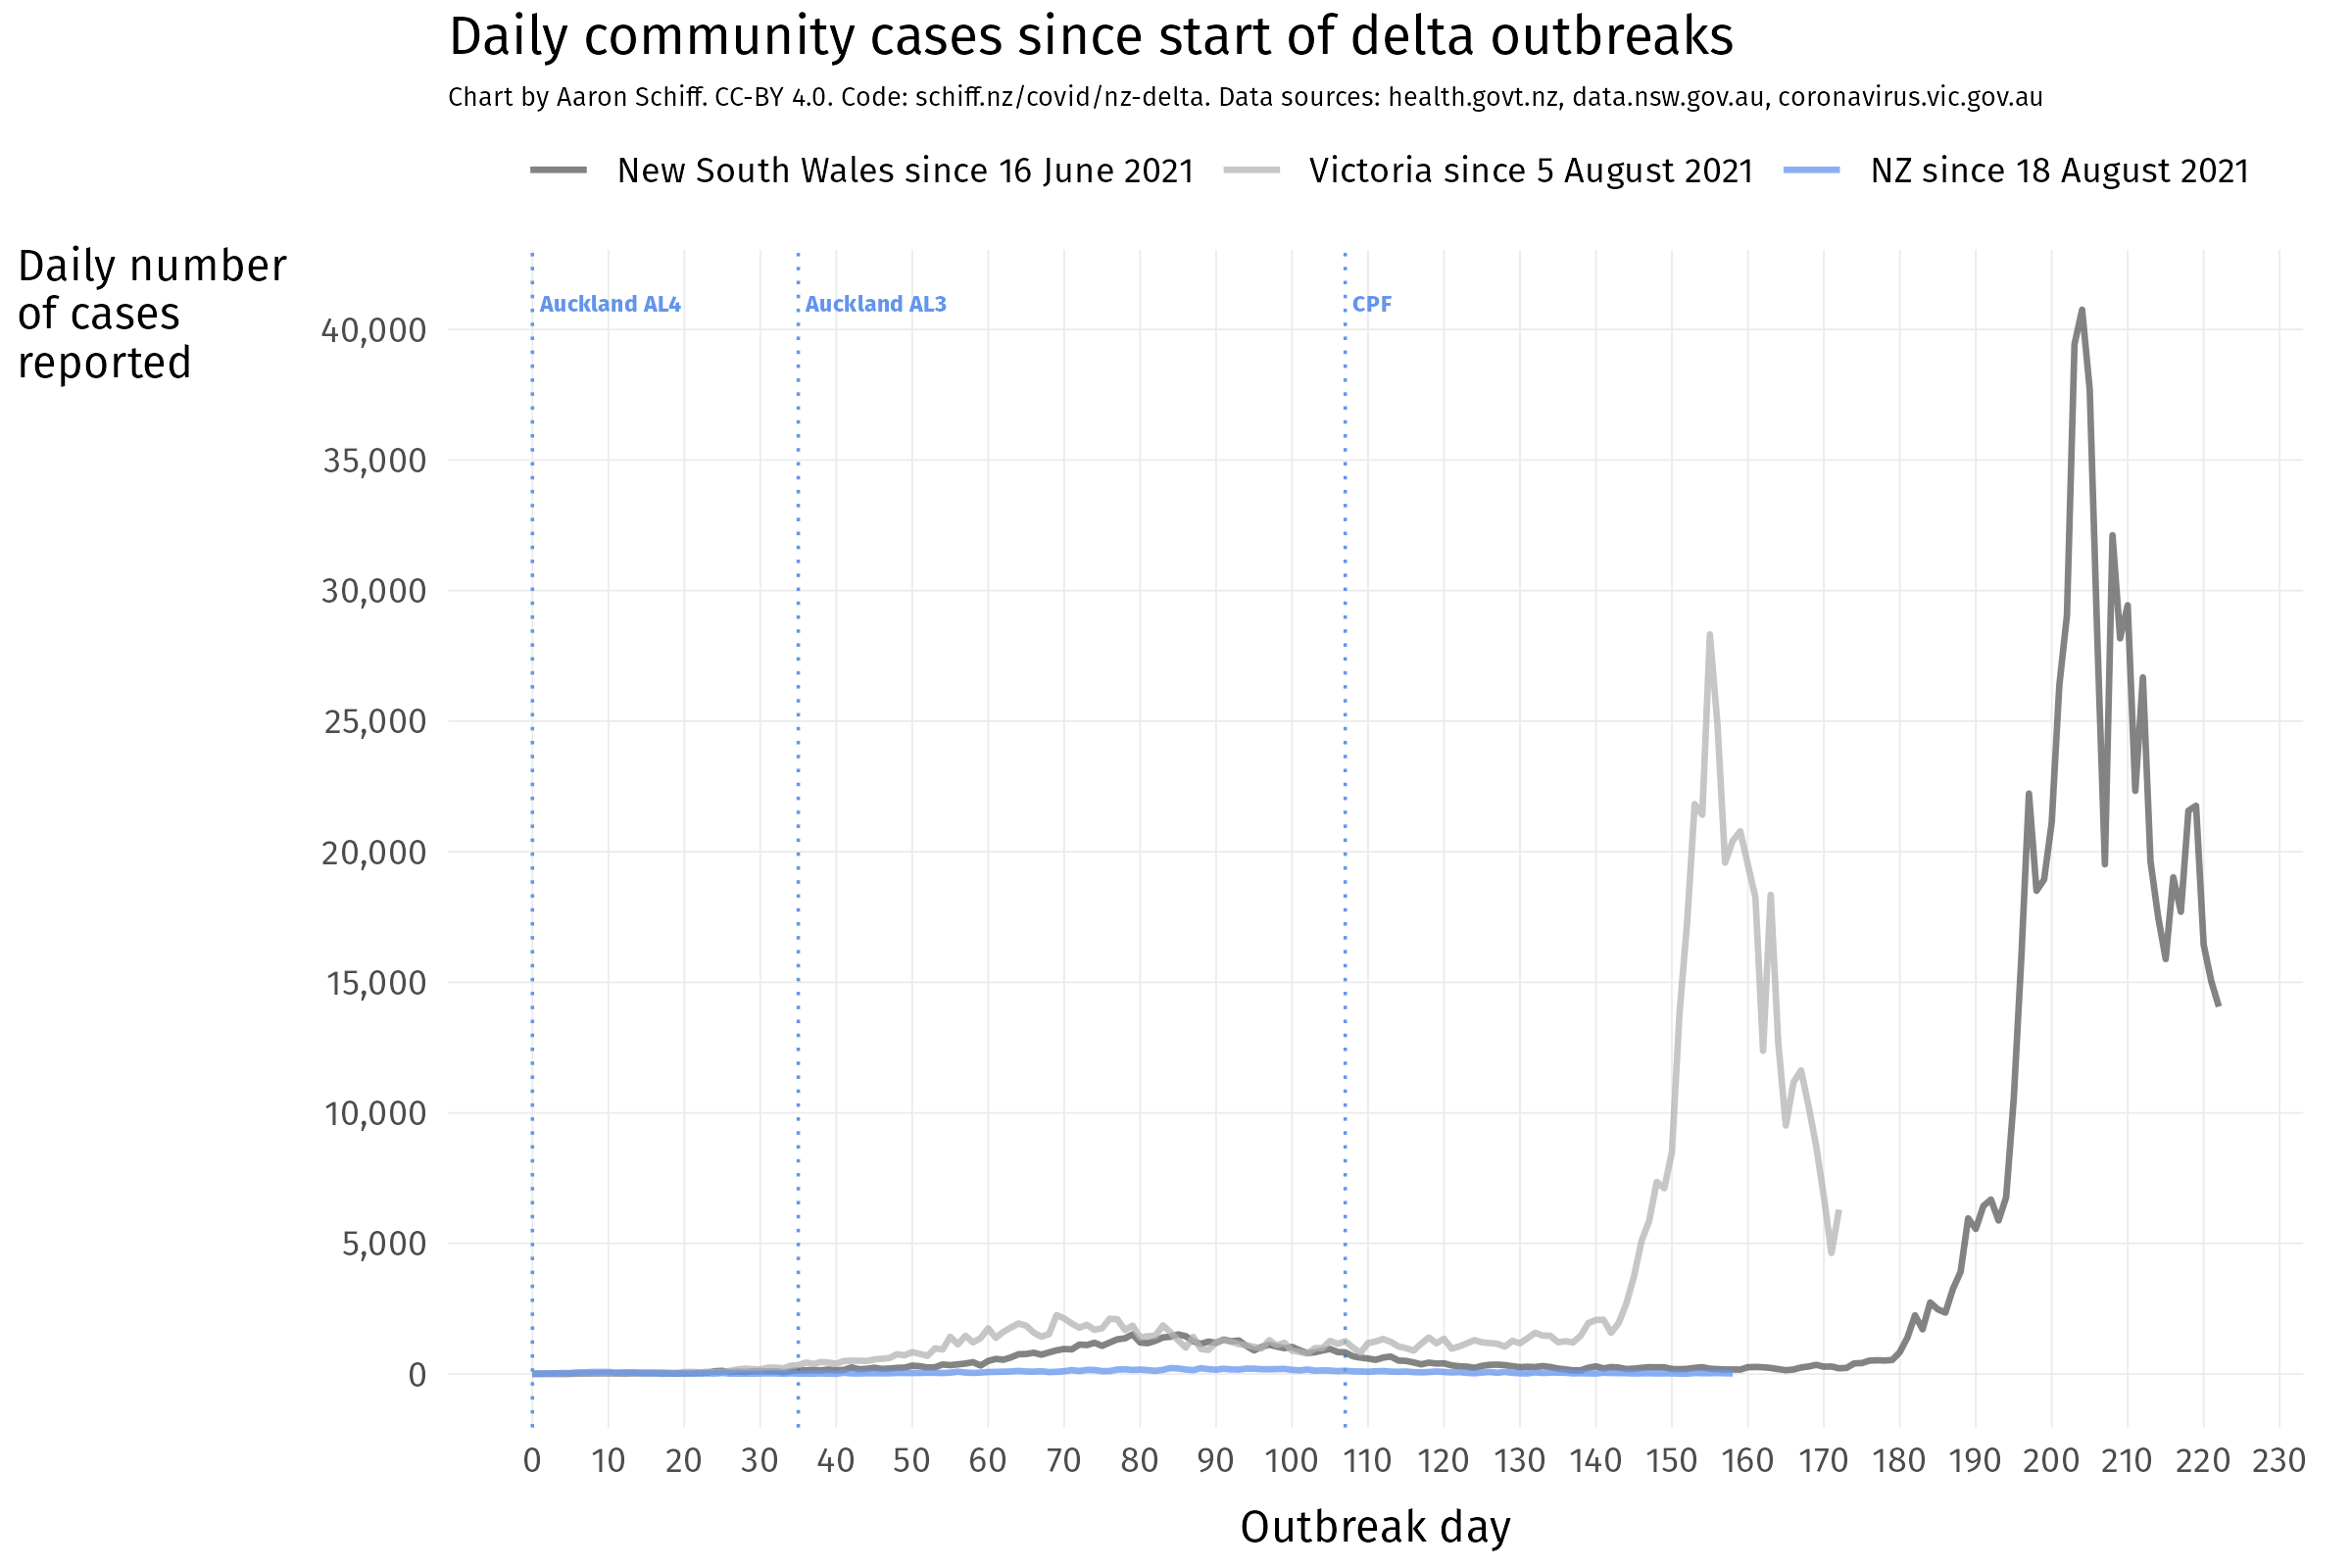 Daily community cases since start of delta outbreaks
Chart by Aaron Schiff. CC-BY 4.0. Code: schiff.nz/covid/nz-delta. Data sources: health.govt.nz, data.nsw.gov.au, coronavirus.vic.gov.au
New South Wales since 16 June 2021 Victoria since 5 August 2021 NZ since 18 August 2021
Daily number
of cases
reported
Auckland AL4 Auckland AL3 CPF
40,000
35,000
30,000
25,000
20,000
15,000
10,000
5,000
0
0 10 20 30 40 50 60 70 80 90 100 110 120 130 140 150 160 170 180 190 200 210 220 230
Outbreak day